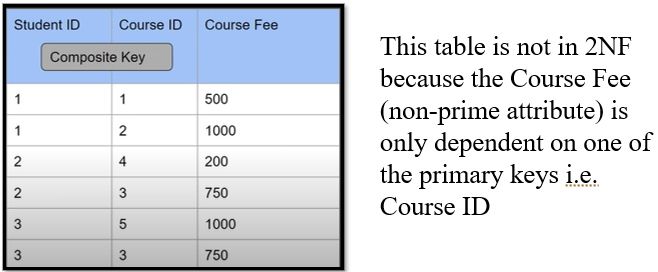 Student ID Course ID Course Fee
Composite Key
1 1 500
1 2 1000
2 4 200
2 3 750
3 5 1000
3 3 750
This table is not in 2NF
because the Course Fee
(non-prime attribute) is
only dependent on one of
the primary keys i.e.
Course ID